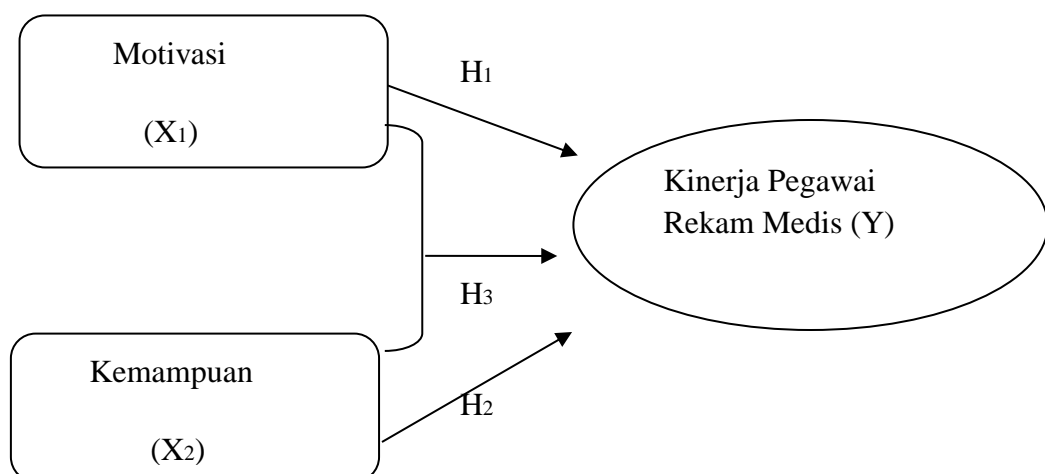 Motivasi
(X1)
H1
Kinerja Pegawai
Rekam Medis (Y)
H3
Kemampuan
(X2)
H2